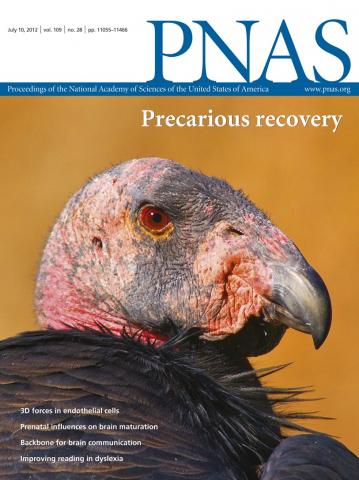 July 10, 2012 | vol. 109 | no. 28 | pp. 11055–11466
PNAS
Proceedings of the National Academy of Sciences of the United States of America
www.pnas.org
Precarious recovery
3D forces in endothelial cells
Prenatal influences on brain maturation
Backbone for brain communication
Improving reading in dyslexia